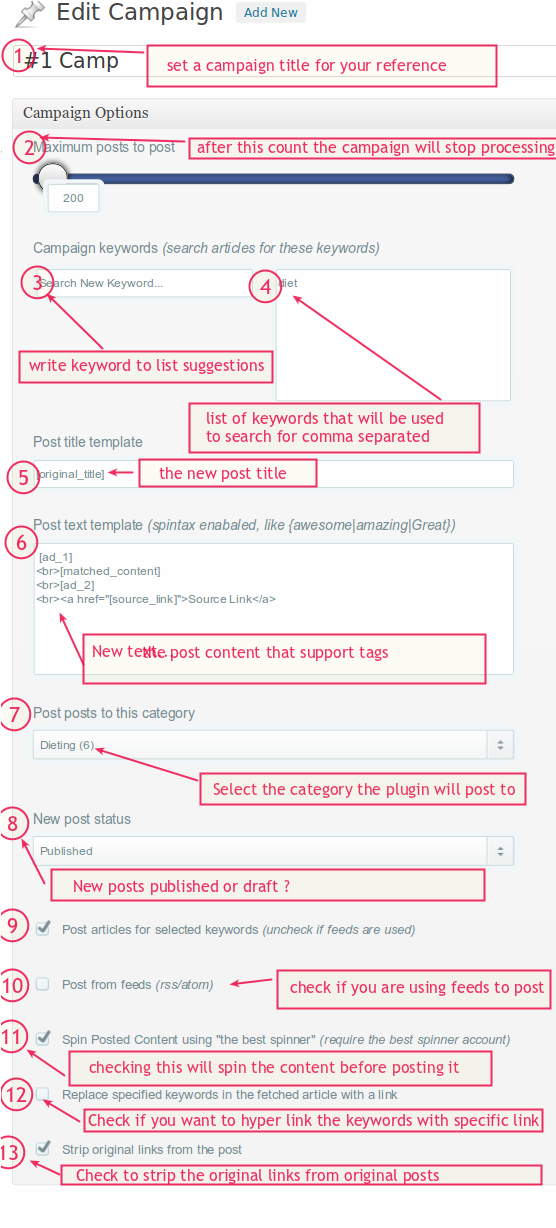 Edit Campaign Add New
1 #1 Camp set a campaign title for your reference
Campaign Options
2 Maximum posts to post after this count the campaign will stop processing
200
Campaign keywords (search articles for these keywords)
3 Search New Keyword... 4 diet
write keyword to list suggestions
list of keywords that will be used
to search for comma separated
Post title template
5 [original_title] the new post title
Post text template (spintax enabaled, like {awesome|amazing|Great})
6
[ad_1]
<br>[matched_content]
<br>[ad_2]
<br><a href="[source_link]">Source Link</a>
New text... the post content that support tags
7 Post posts to this category
Dieting (6)
Select the category the plugin will post to
8 New post status
Published
New posts published or draft ?
9 Post articles for selected keywords (uncheck if feeds are used)
10 Post from feeds (rss/atom) check if you are using feeds to post
11 Spin Posted Content using "the best spinner" (require the best spinner account)
checking this will spin the content before posting it
12 Replace specified keywords in the fetched article with a link
Check if you want to hyper link the keywords with specific link
13 Strip original links from the post
Check to strip the original links from original posts